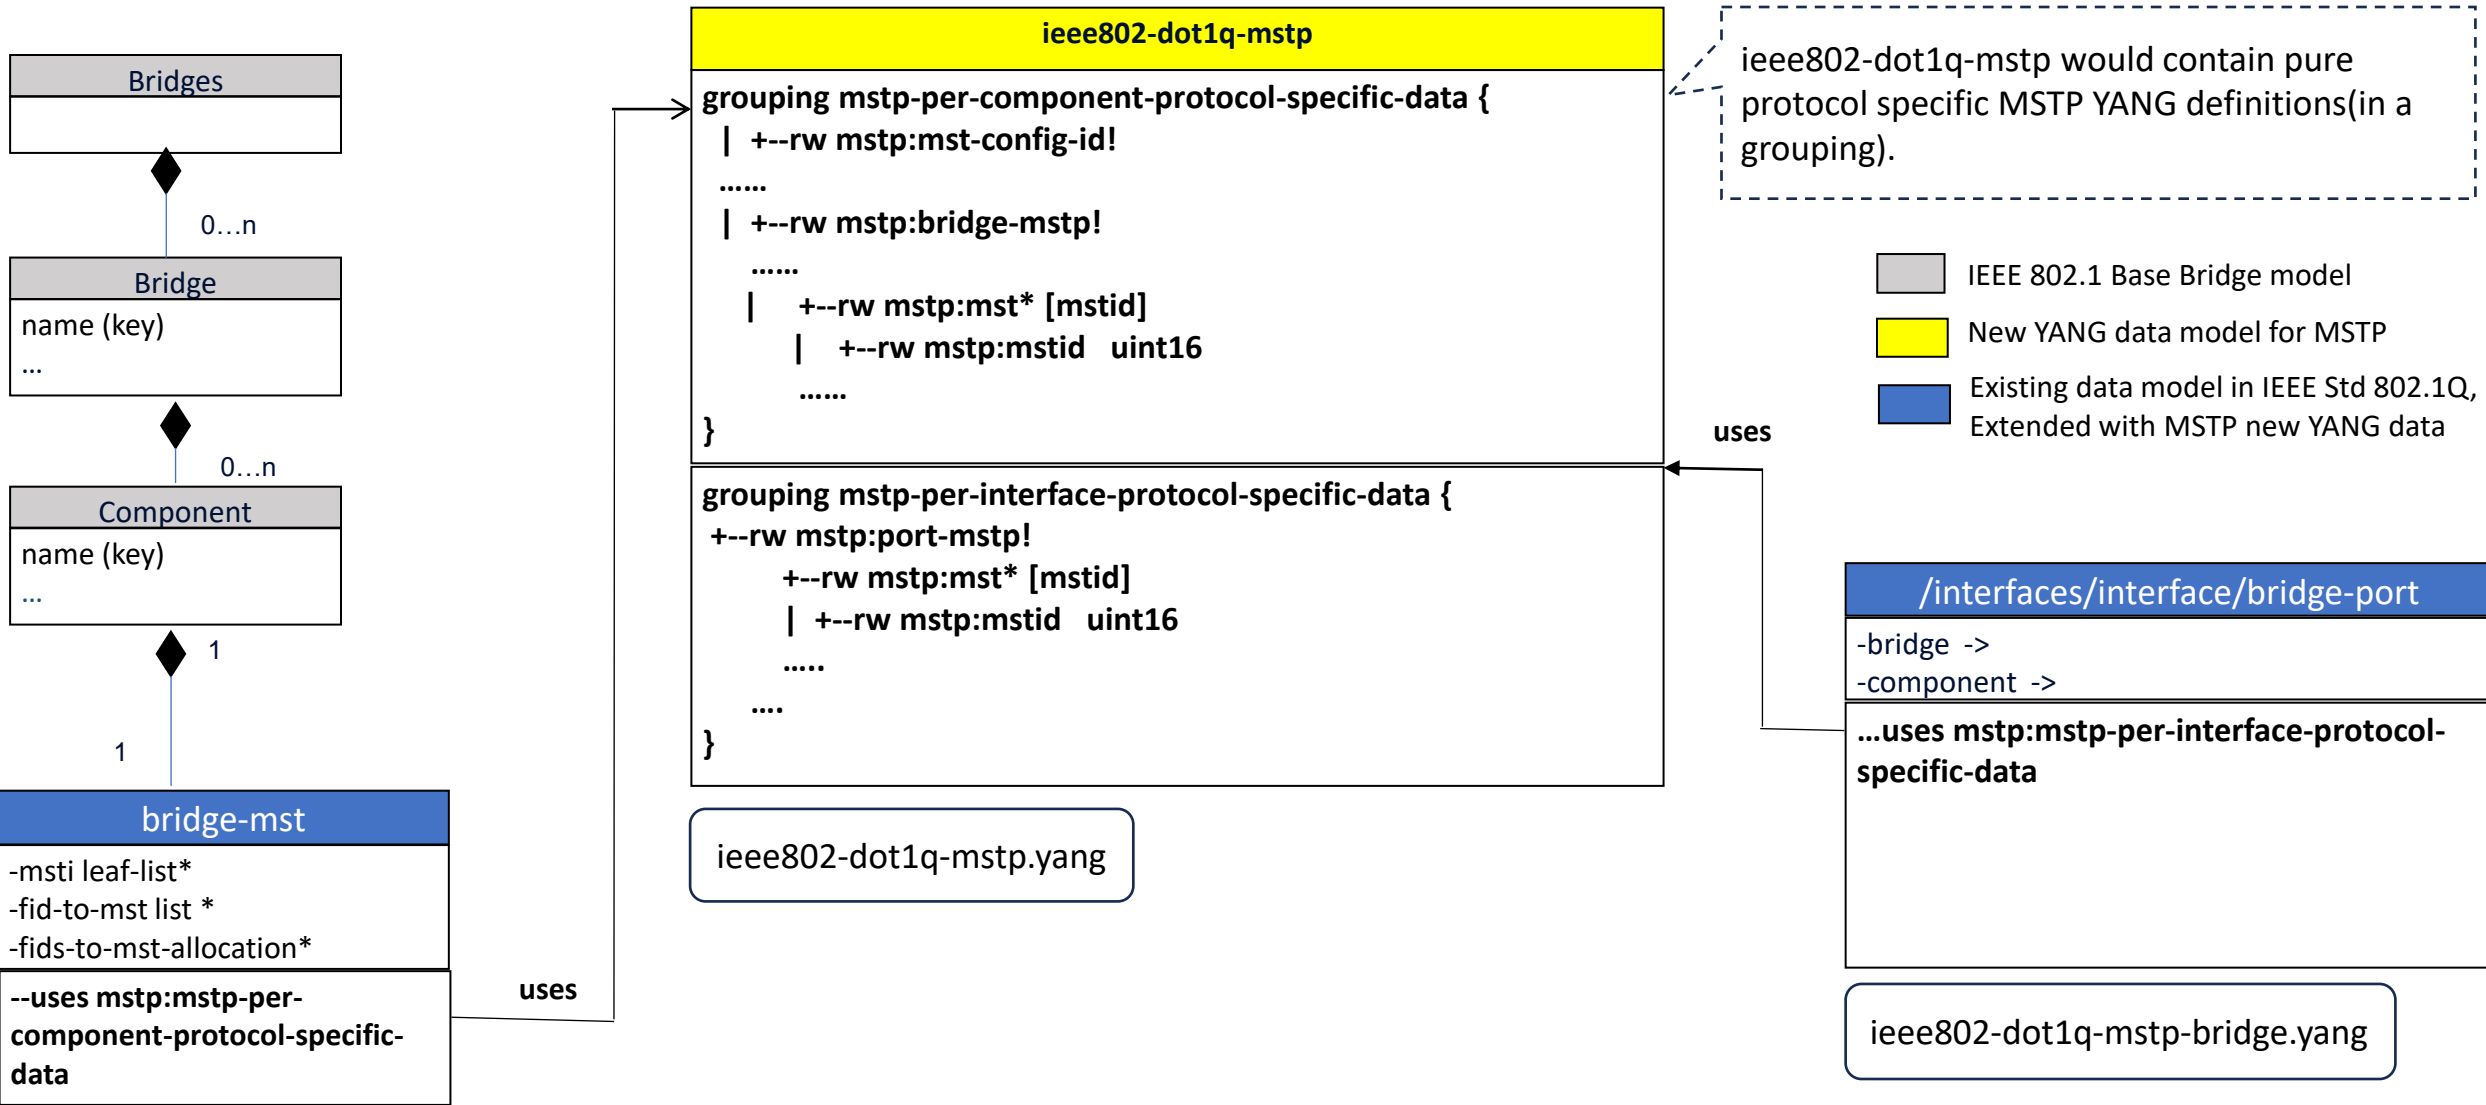 Bridges
0...n
Bridge
name (key)
...
0...n
Component
name (key)
...
1
1
bridge-mst
-msti leaf-list*
-fid-to-mst list *
-fids-to-mst-allocation*
--uses mstp:mstp-per-
component-protocol-specific-
data
uses
ieee802-dot1q-mstp
grouping mstp-per-component-protocol-specific-data {
| +--rw mstp:mst-config-id!
......
| +--rw mstp:bridge-mstp!
......
| +--rw mstp:mst* [mstid]
| +--rw mstp:mstid uint16
......
}
grouping mstp-per-interface-protocol-specific-data {
+--rw mstp:port-mstp!
+--rw mstp:mst* [mstid]
| +--rw mstp:mstid uint16
.....
....
}
ieee802-dot1q-mstp.yang
ieee802-dot1q-mstp would contain pure
protocol specific MSTP YANG definitions(in a
grouping).
IEEE 802.1 Base Bridge model
New YANG data model for MSTP
Existing data model in IEEE Std 802.1Q,
Extended with MSTP new YANG data
uses
/interfaces/interface/bridge-port
-bridge ->
-component ->
...uses mstp:mstp-per-interface-protocol-
specific-data
ieee802-dot1q-mstp-bridge.yang